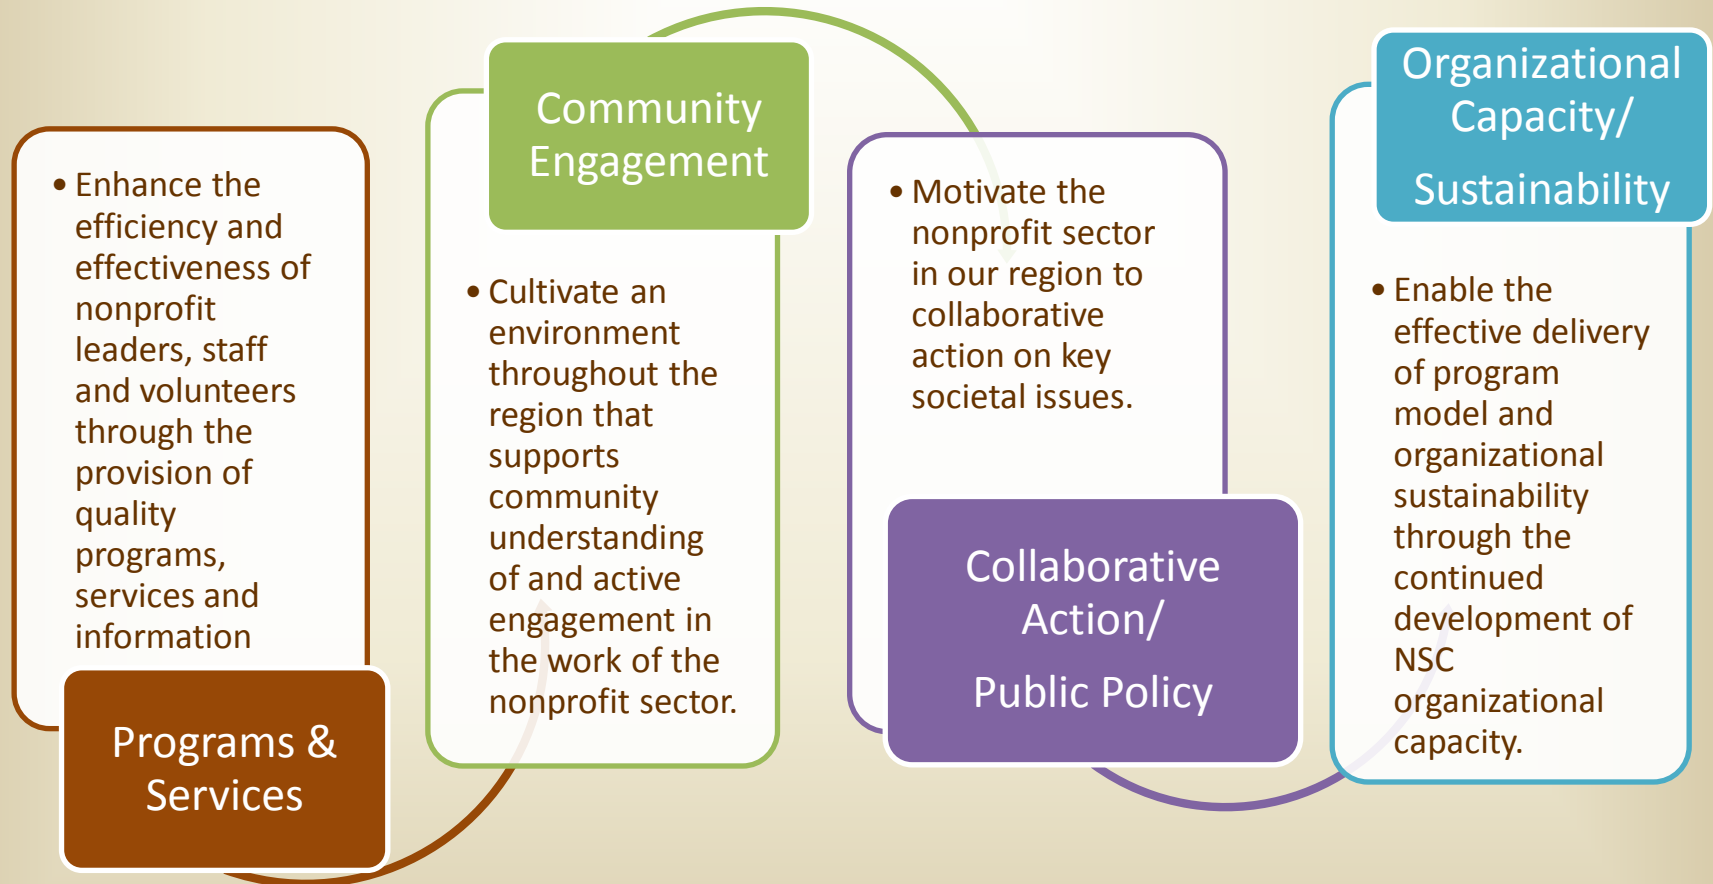 • Enhance the
efficiency and
effectiveness of
nonprofit
leaders, staff
and volunteers
through the
provision of
quality
programs,
services and
information
Programs &
Services
Community
Engagement
• Cultivate an
environment
throughout the
region that
supports
community
understanding
of and active
engagement in
the work of the
nonprofit sector.
• Motivate the
nonprofit sector
in our region to
collaborative
action on key
societal issues.
Collaborative
Action/
Public Policy
Organizational
Capacity/
Sustainability
• Enable the
effective delivery
of program
model and
organizational
sustainability
through the
continued
development of
NSC
organizational
capacity.